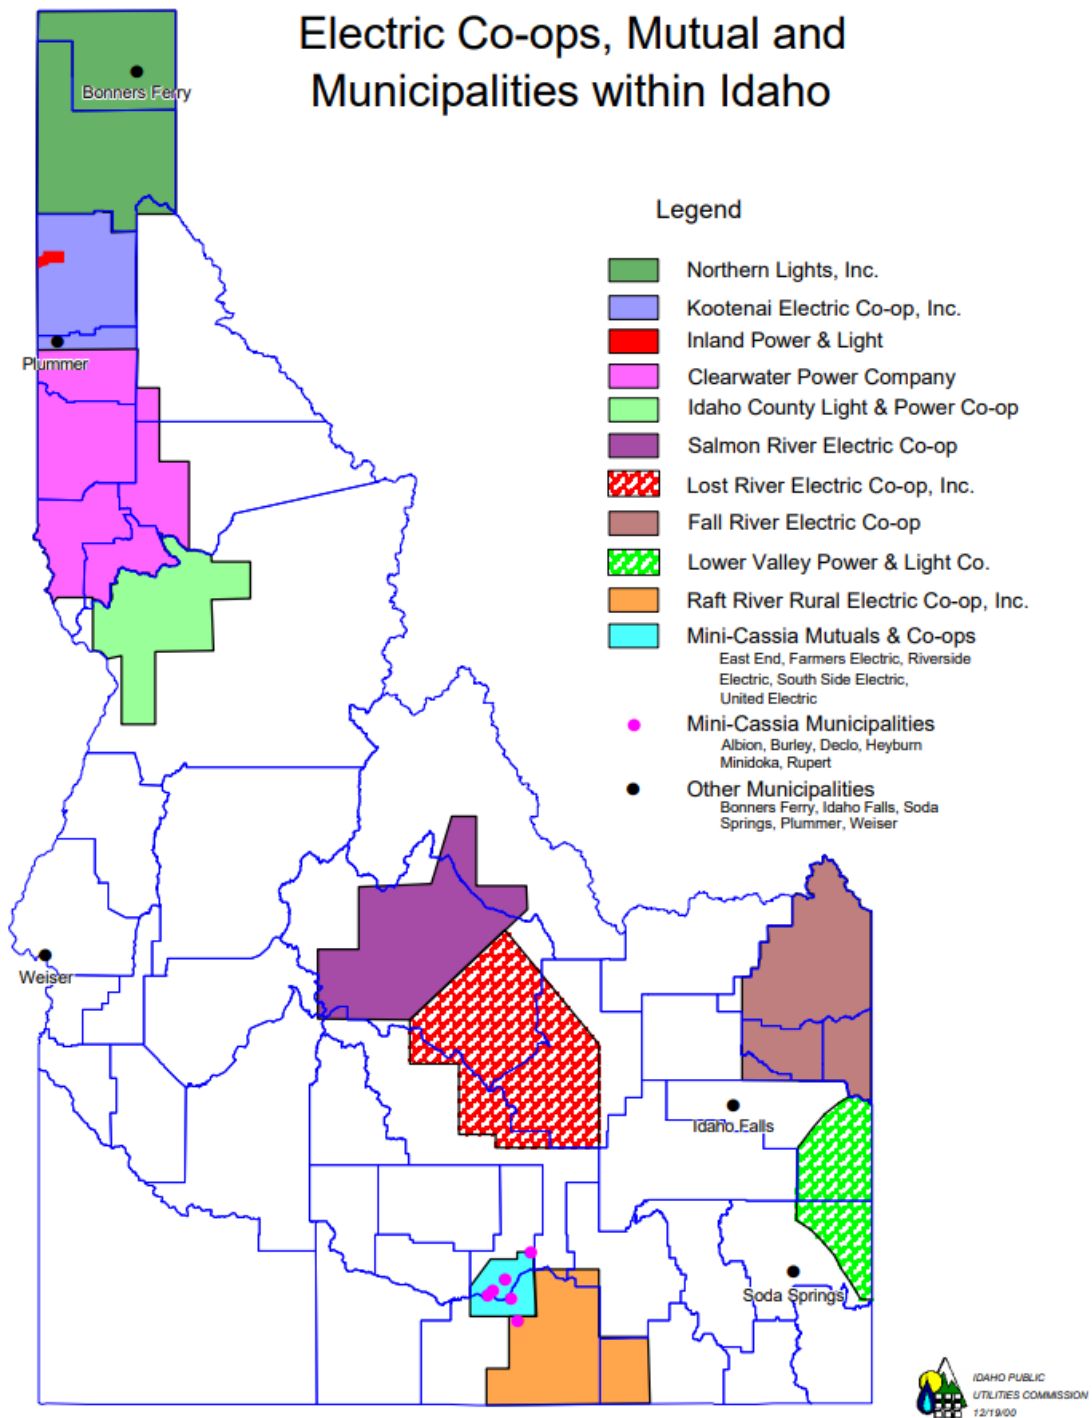 Electric Co-ops, Mutual and
Municipalities within Idaho
Bonners Ferry
Plummer
Weiser
Idaho Falls
Soda Springs
Legend
Northern Lights, Inc.
Kootenai Electric Co-op, Inc.
Inland Power & Light
Clearwater Power Company
Idaho County Light & Power Co-op
Salmon River Electric Co-op
Lost River Electric Co-op, Inc.
Fall River Electric Co-op
Lower Valley Power & Light Co.
Raft River Rural Electric Co-op, Inc.
Mini-Cassia Mutuals & Co-ops
East End, Farmers Electric, Riverside
Electric, South Side Electric,
United Electric
Mini-Cassia Municipalities
Albion, Burley, Declo, Heyburn
Minidoka, Rupert
Other Municipalities
Bonners Ferry, Idaho Falls, Soda
Springs, Plummer, Weiser
IDAHO PUBLIC
UTILITIES COMMISSION
12/19/00